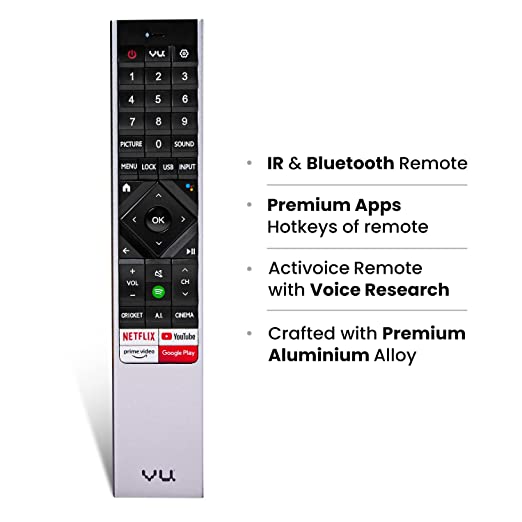 vu
1 2 3
4 5 6
7 8 9
PICTURE 0 SOUND
MENU LOCK USB INPUT
OK
+
VOL CH
−
CRICKET A.I. CINEMA
NETFLIX YouTube
prime video Google Play
vu
• IR & Bluetooth Remote
• Premium Apps
Hotkeys of remote
• Activoice Remote
with Voice Research
• Crafted with Premium
Aluminium Alloy